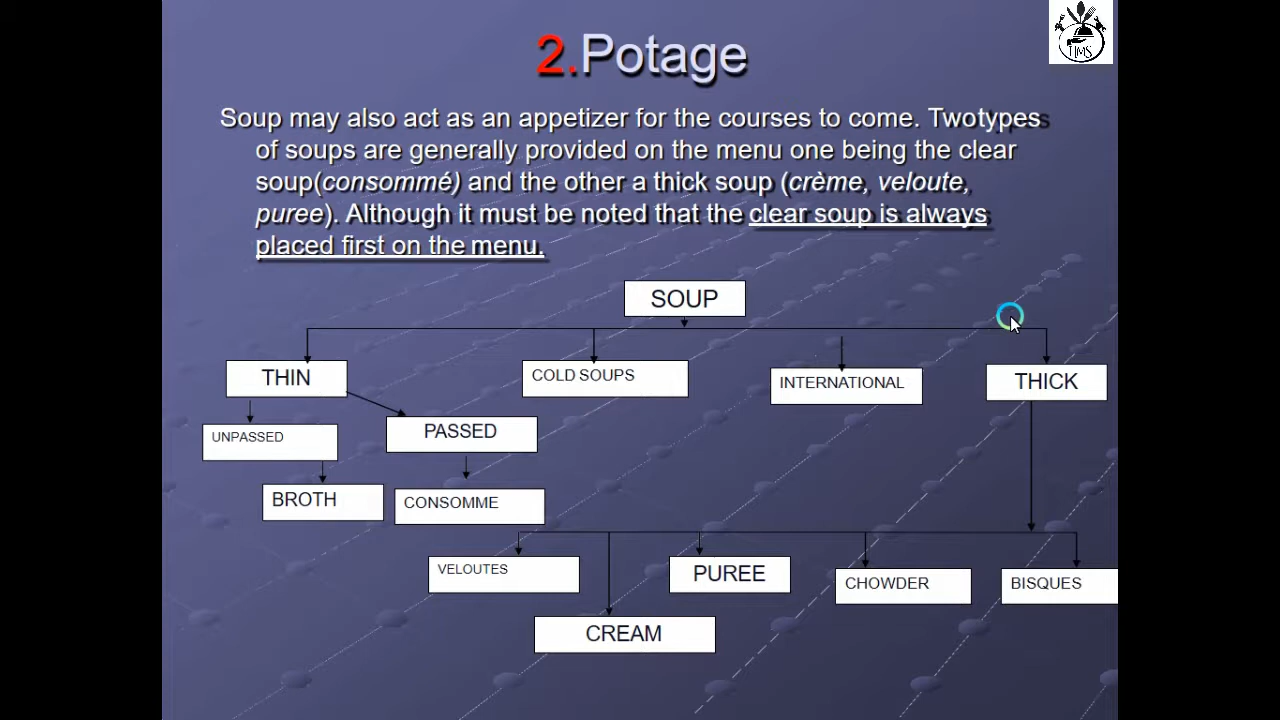 2.Potage
HMS
Soup may also act as an appetizer for the courses to come. Twotypes
of soups are generally provided on the menu one being the clear
soup(consommé) and the other a thick soup (crème, veloute,
puree). Although it must be noted that the clear soup is always
placed first on the menu.
SOUP
THIN
COLD SOUPS
INTERNATIONAL
THICK
UNPASSED
PASSED
BROTH
CONSOMME
VELOUTES
PUREE
CHOWDER
BISQUES
CREAM